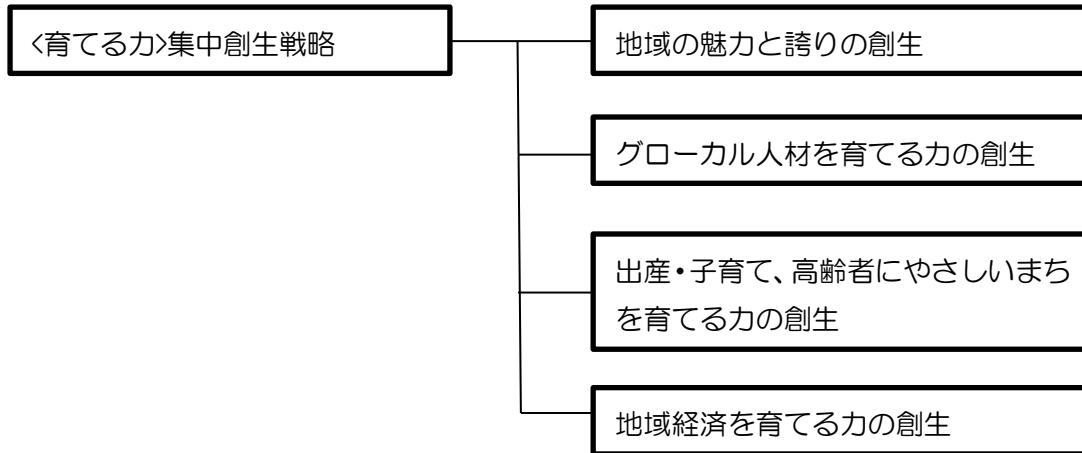 <育てる力>集中創生戦略
地域の魅力と誇りの創生
グローカル人材を育てる力の創生
出産・子育て、高齢者にやさしいまち
を育てる力の創生
地域経済を育てる力の創生